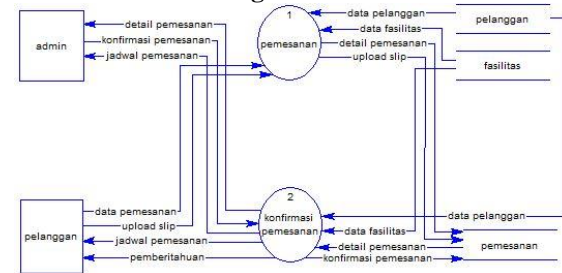 detail pemesanan
konfirmasi pemesanan
jadwal pemesanan
admin
1
pemesanan
data pelanggan
data fasilitas
detail pemesanan
upload slip
pelanggan
fasilitas
data pemesanan
upload slip
jadwal pemesanan
pemberitahuan
pelanggan
2
konfirmasi
pemesanan
data pelanggan
data fasilitas
detail pemesanan
konfirmasi pemesanan
pemesanan